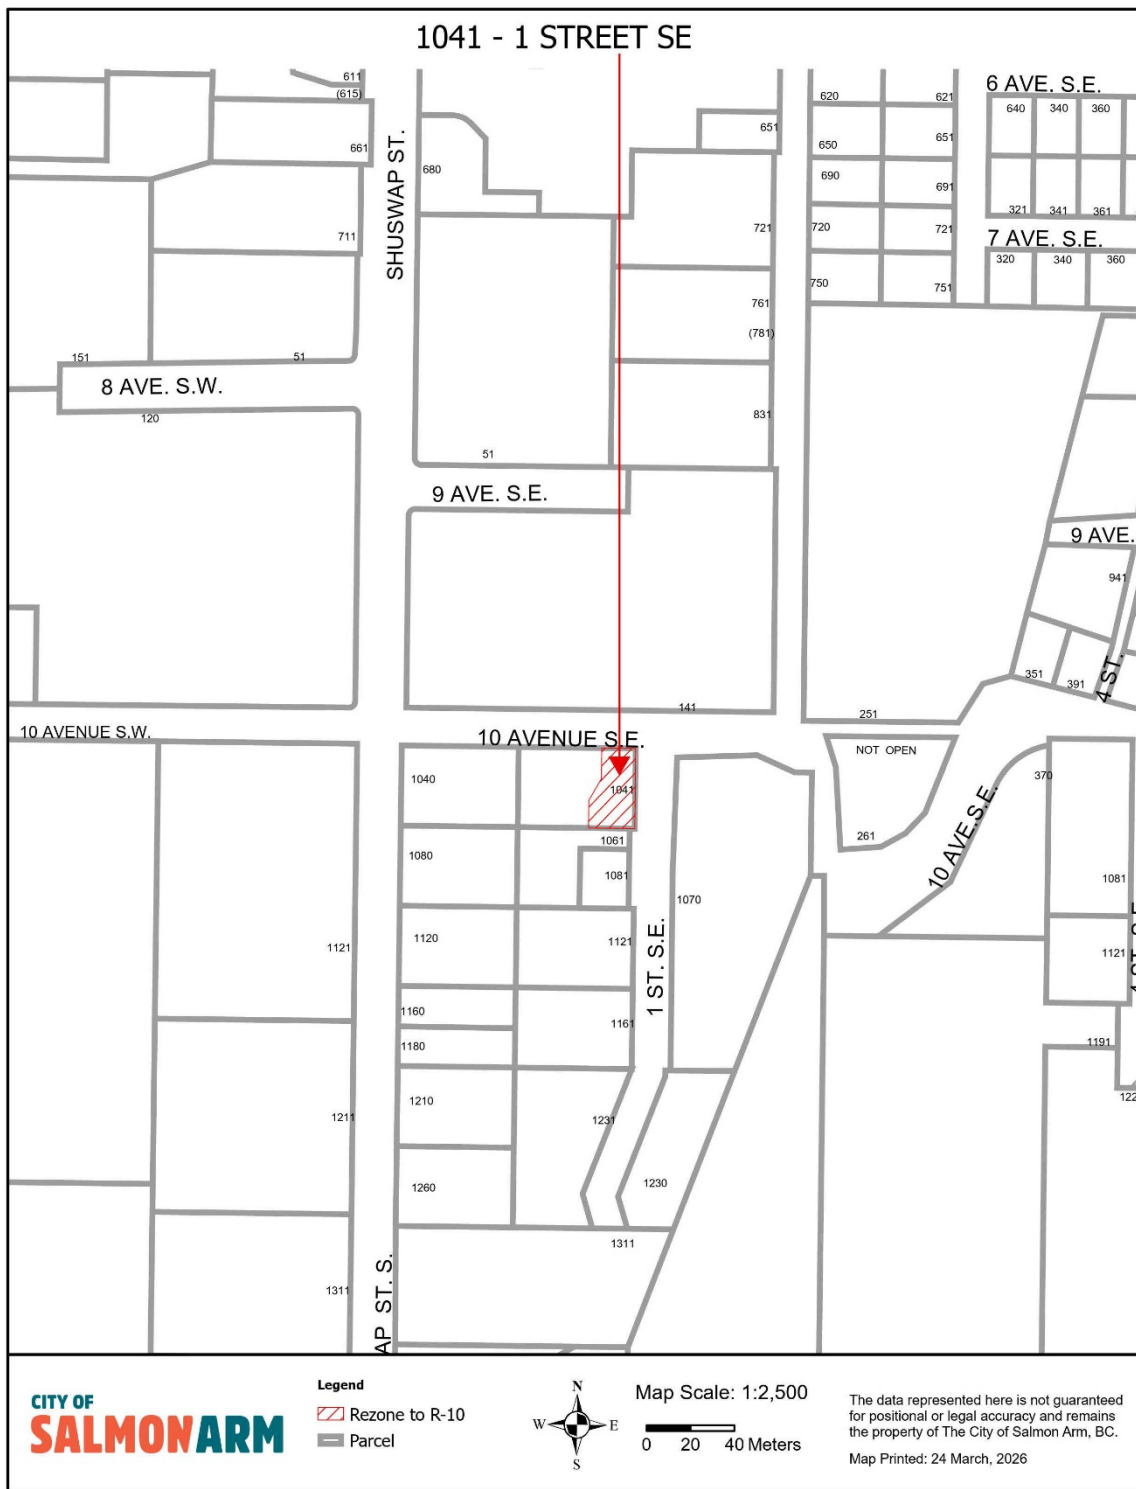 1041 - 1 STREET SE
611
(615)
661
711
151
51
8 AVE. S.W.
120
SHUSWAP ST.
680
651
721
761
(781)
831
51
9 AVE. S.E.
620
621
650
651
690
691
720
721
750
751
6 AVE. S.E.
640
340
360
321
341
361
7 AVE. S.E.
320
340
360
9 AVE.
941
351
391
4 ST.
141
251
10 AVENUE S.W.
10 AVENUE S.E.
NOT OPEN
261
10 AVE.S.E.
370
1040
1041
1061
1080
1081
1070
1081
1120
1121
1121
1121
1 ST. S.E.
4 ST. S.E.
1160
1161
1180
1191
1210
1211
1231
122
1260
1230
1311
1311
AP ST. S.
CITY OF
SALMONARM
Legend
Rezone to R-10
Parcel
N
W
E
S
Map Scale: 1:2,500
0 20 40 Meters
The data represented here is not guaranteed
for positional or legal accuracy and remains
the property of The City of Salmon Arm, BC.
Map Printed: 24 March, 2026